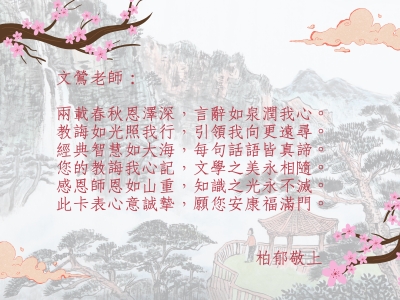 文鶯老師：
兩載春秋恩澤深，言辭如泉潤我心。
教誨如光照我行，引領我向更遠尋。
經典智慧如大海，每句話語皆真諦。
您的教誨我心記，文學之美永相隨。
感恩師恩如山重，知識之光永不滅。
此卡表心意誠摯，願您安康福滿門。
柏郁敬上